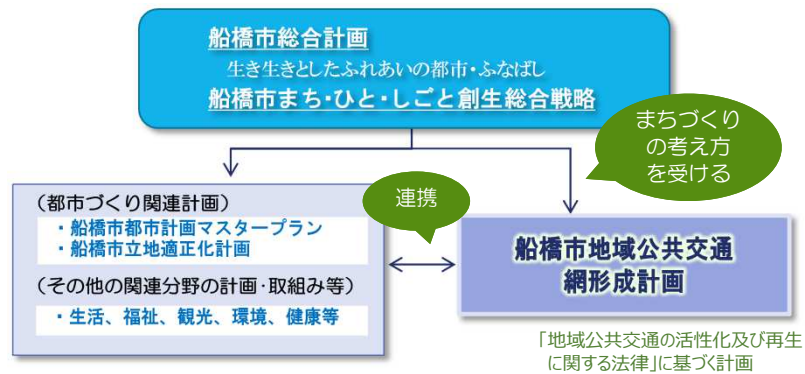 船橋市総合計画
生き生きとしたふれあいの都市・ふなばし
船橋市まち・ひと・しごと創生総合戦略
まちづくり
の考え方
を受ける
(都市づくり関連計画)
・船橋市都市計画マスタープラン
・船橋市立地適正化計画
(その他の関連分野の計画・取組み等)
・生活、福祉、観光、環境、健康等
連携
船橋市地域公共交通
網形成計画
「地域公共交通の活性化及び再生
に関する法律」に基づく計画